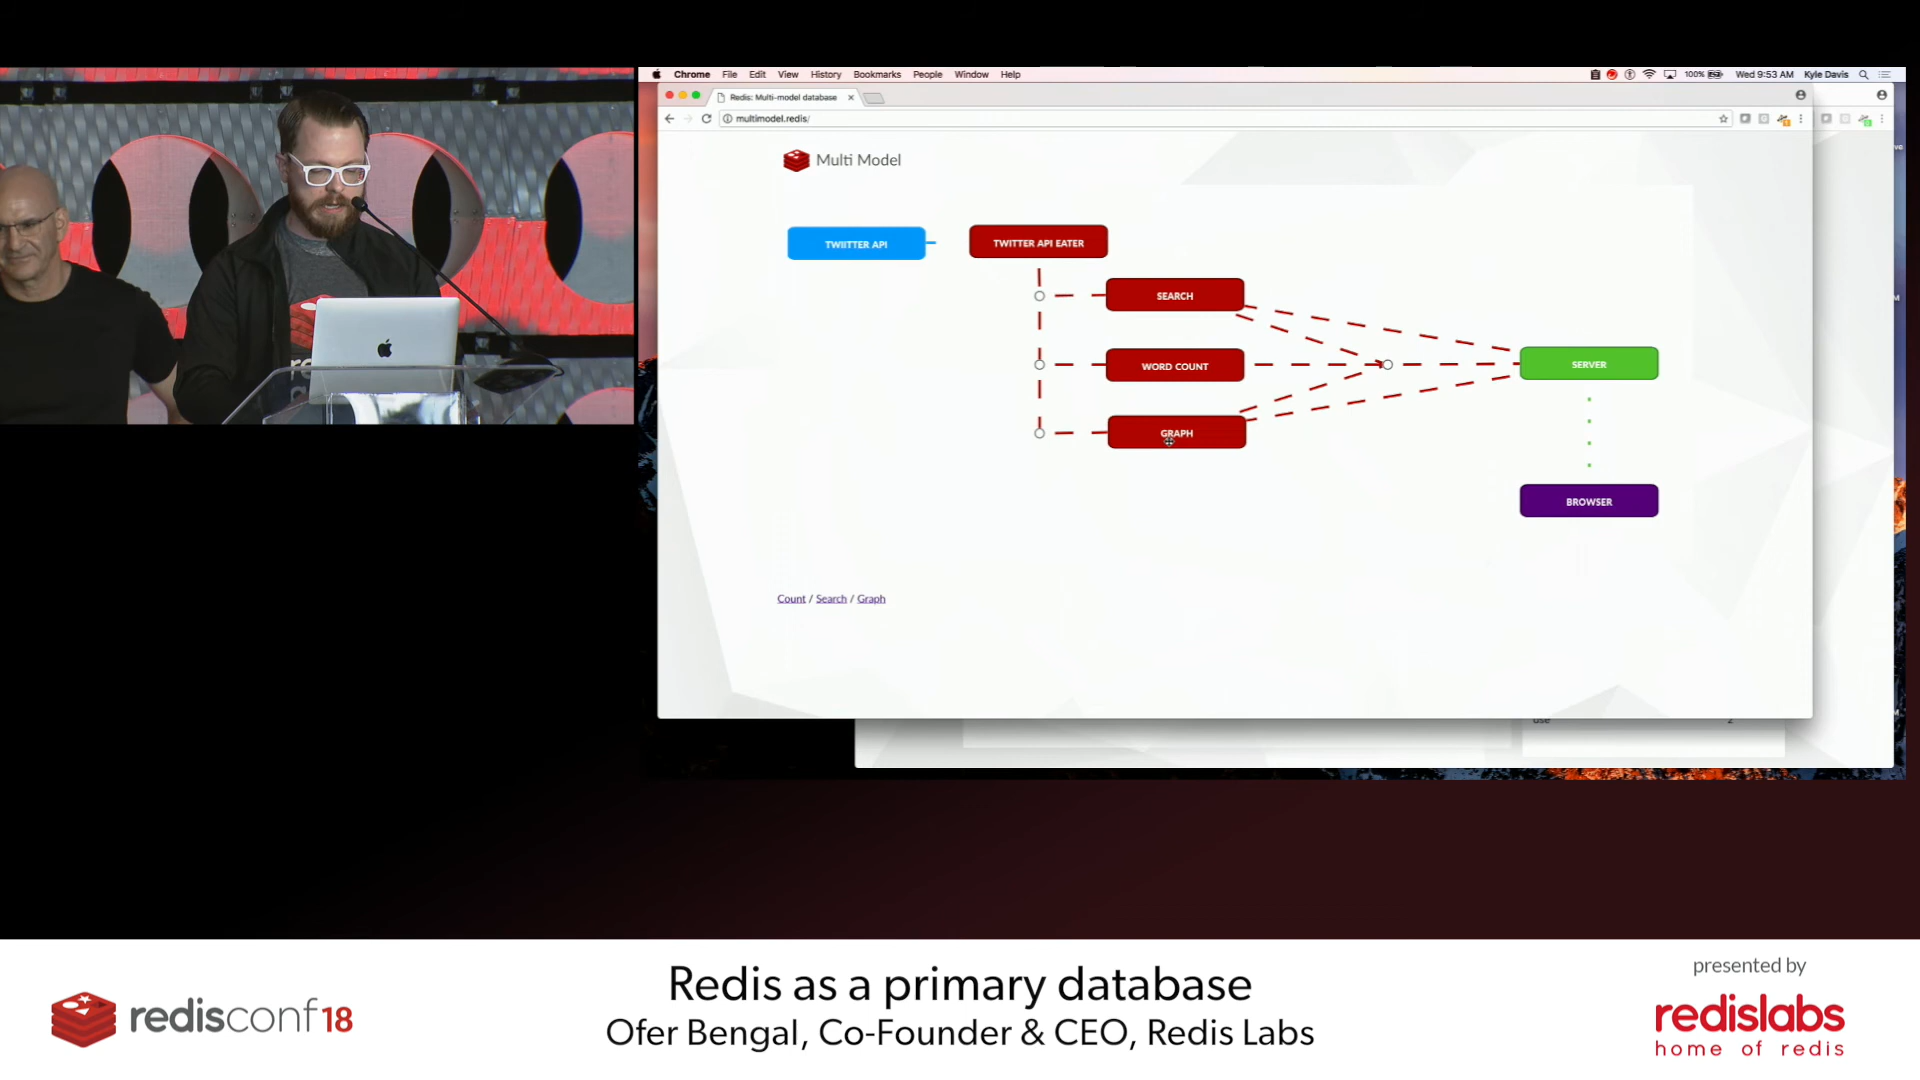 Chrome File Edit View History Bookmarks People Window Help
100% Wed 9:53 AM Kyle Davis
Redis: Multi-model database
multimodel.redis/
Multi Model
TWIITTER API
TWITTER API EATER
SEARCH
WORD COUNT
SERVER
GRAPH
BROWSER
Count / Search / Graph
redisconf18
Redis as a primary database
Ofer Bengal, Co-Founder & CEO, Redis Labs
presented by
redislabs
home of redis